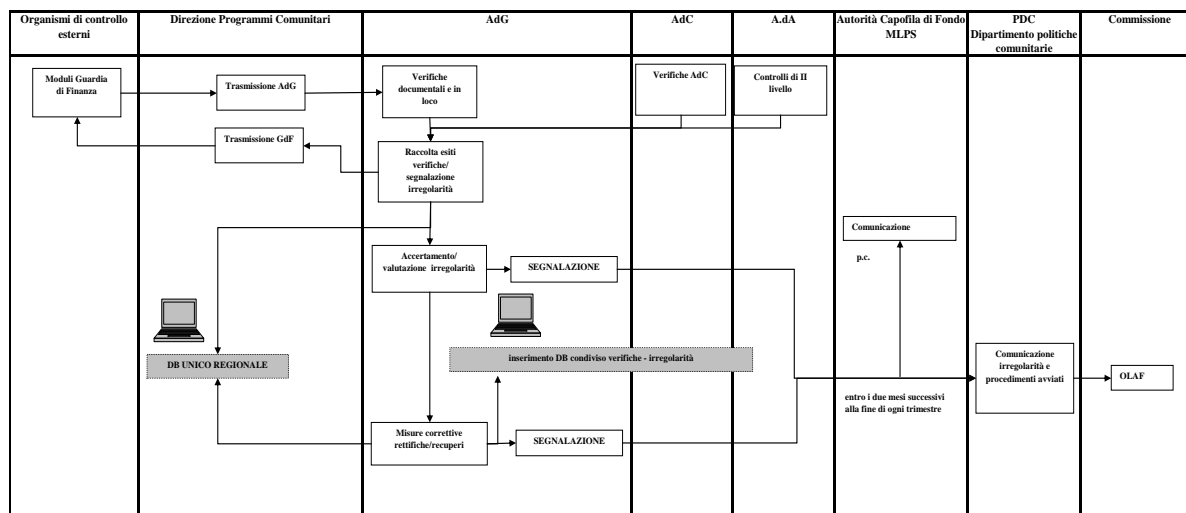 Organismi di controllo
esterni
Direzione Programmi Comunitari
AdG
AdC
A.dA
Autorità Capofila di Fondo
MLPS
PDC
Dipartimento politiche
comunitarie
Commissione
Moduli Guardia
di Finanza
Trasmissione AdG
Verifiche
documentali e in
loco
Verifiche AdC
Controlli di II
livello
Trasmissione GdF
Raccolta esiti
verifiche/
segnalazione
irregolarità
Comunicazione
p.c.
Accertamento/
valutazione irregolarità
SEGNALAZIONE
DB UNICO REGIONALE
inserimento DB condiviso verifiche - irregolarità
Comunicazione
irregolarità e
procedimenti avviati
OLAF
entro i due mesi successivi
alla fine di ogni trimestre
Misure correttive
rettifiche/recuperi
SEGNALAZIONE